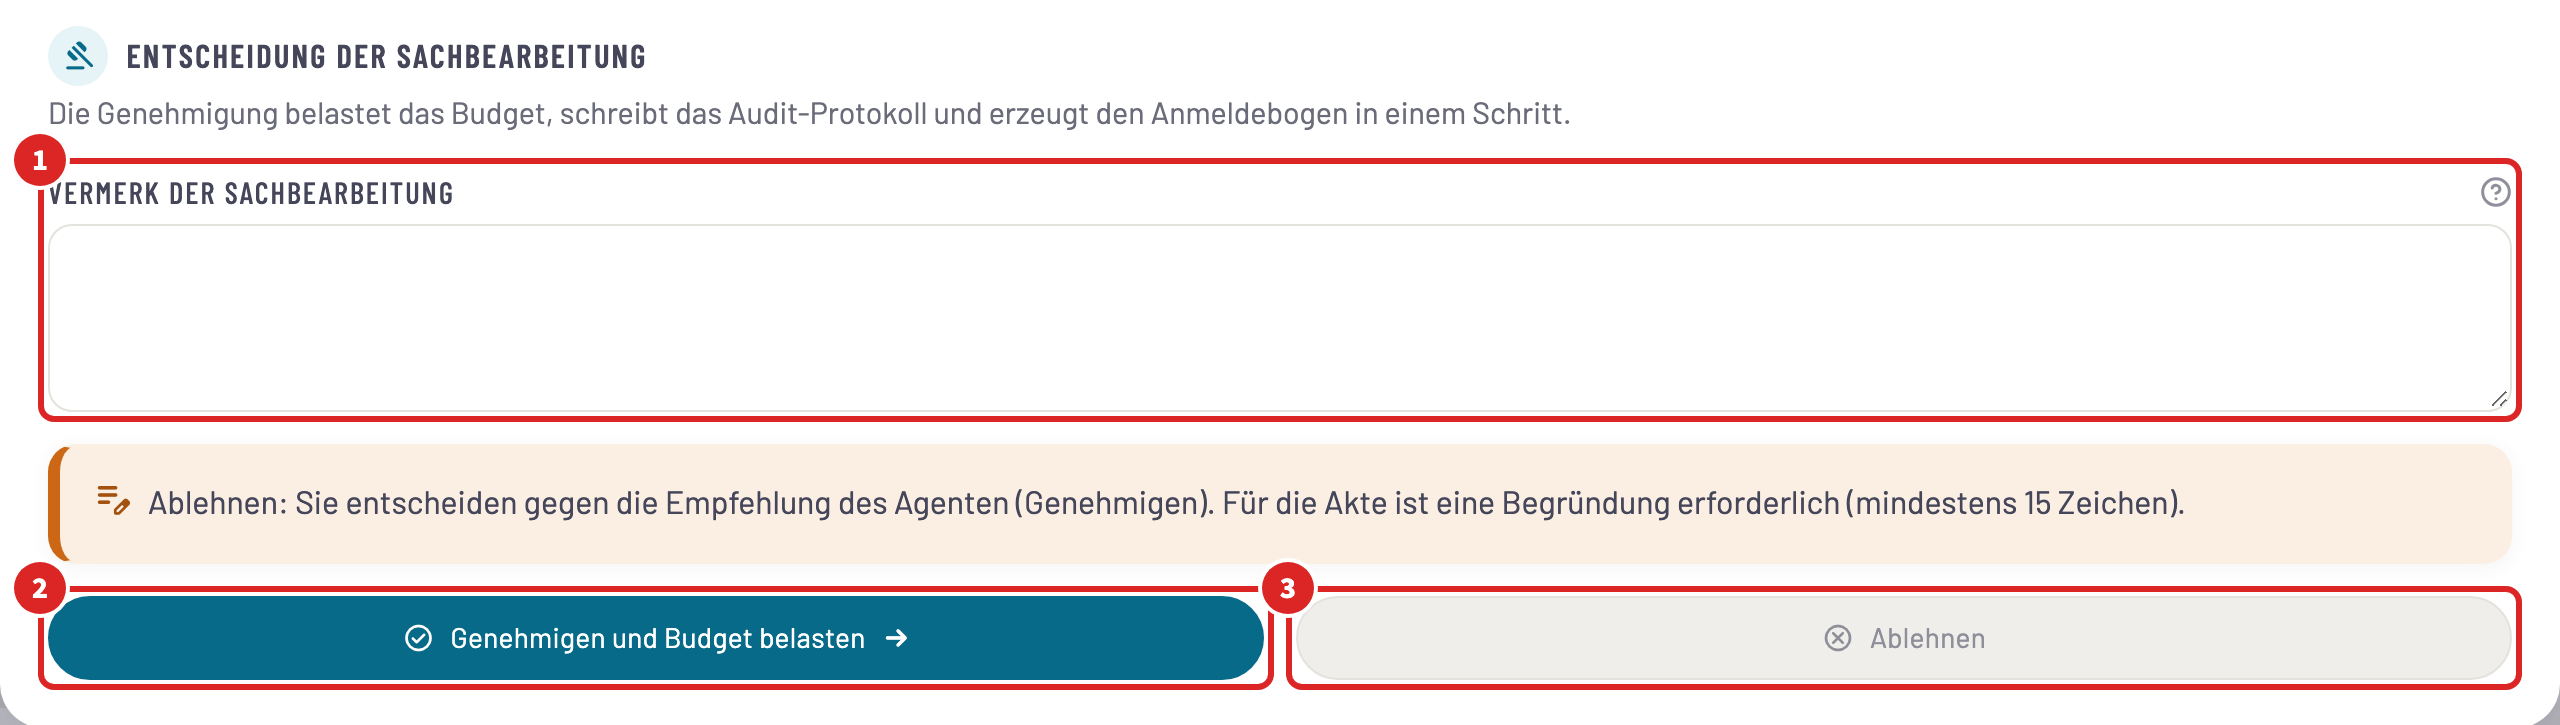 ENTSCHEIDUNG DER SACHBEARBEITUNG
Die Genehmigung belastet das Budget, schreibt das Audit-Protokoll und erzeugt den Anmeldebogen in einem Schritt.
1
VERMERK DER SACHBEARBEITUNG
?
Ablehnen: Sie entscheiden gegen die Empfehlung des Agenten (Genehmigen). Für die Akte ist eine Begründung erforderlich (mindestens 15 Zeichen).
2
Genehmigen und Budget belasten →
3
Ablehnen